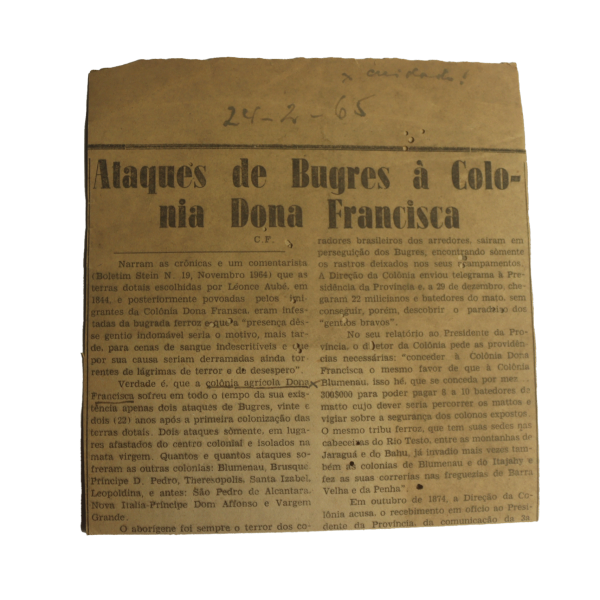 cuidado!
24-2-65
Ataques de Bugres à Colo-
nia Dona Francisca
C.F.
Narram as crônicas e um comentarista
(Boletim Stein N. 19, Novembro 1964) que as
terras dotais escolhidas por Léonce Aubé, em
1844, e posteriormente povoadas pelos imi-
grantes da Colônia Dona Fransca, eram infes-
tadas da bugrada ferros e que a "presença dês-
se gentio indomável seria o motivo, mais tar-
de, para cenas de sangue indescritíveis e que
por sua causa seriam derramadas ainda tor-
rentes de lágrimas de terror e de desespero".
Verdade é, que a colônia agrícola Dona
Francisca sofreu em todo o tempo da sua exis-
tência apenas dois ataques de Bugres, vinte e
dois (22) anos após a primeira colonização das
terras dotais. Dois ataques sòmente, em luga-
res afastados do centro colonial e isolados na
mata virgem. Quantos e quantos ataques so-
freram as outras colonias: Blumenau, Brusque,
Príncipe D. Pedro, Theresopolis, Santa Izabel,
Leopoldina, e antes: São Pedro de Alcantara,
Nova Italia-Príncipe Dom Affonso e Vargem
Grande.
O aborígene foi sempre o terror dos co-
radores brasileiros dos arredores, cairam em
perseguição dos Bugres, encontrando sòmente
os rastros deixados nos seus acampamentos.
A Direção da Colônia enviou telegrama à Pre-
sidência da Província e, a 29 de dezembro, che-
garam 22 milicianos e batedores do mato, sem
conseguir, porém, descobrir o paradeiro dos
"gentios bravos".
No seu relatório ao Presidente da Pro-
víncia, o diretor da Colônia pede as providên-
cias necessárias: "conceder à Colônia Dona
Francisca o mesmo favor de que à Colônia
Blumenau, isso hé, que se conceda por mes
300$000 para poder pagar 8 a 10 batedores de
matto cujo dever seria percorrer os mattos e
vigiar sobre a segurança dos colonos expostos.
O mesmo tribu ferroz, que tem suas sedes nas
cabeceiras do Rio Testo, entre as montanhas de
Jaraguá e do Bahú, já invadio mais vezes tam-
bém as colonias de Blumenau e do Itajahy e
fez as suas correrias nas freguezias de Barra
Velha e da Penha".
Em outubro de 1874, a Direção da Co-
lônia acusa, o recebimento em ofício ao Presi-
dente da Província, da comunicação da